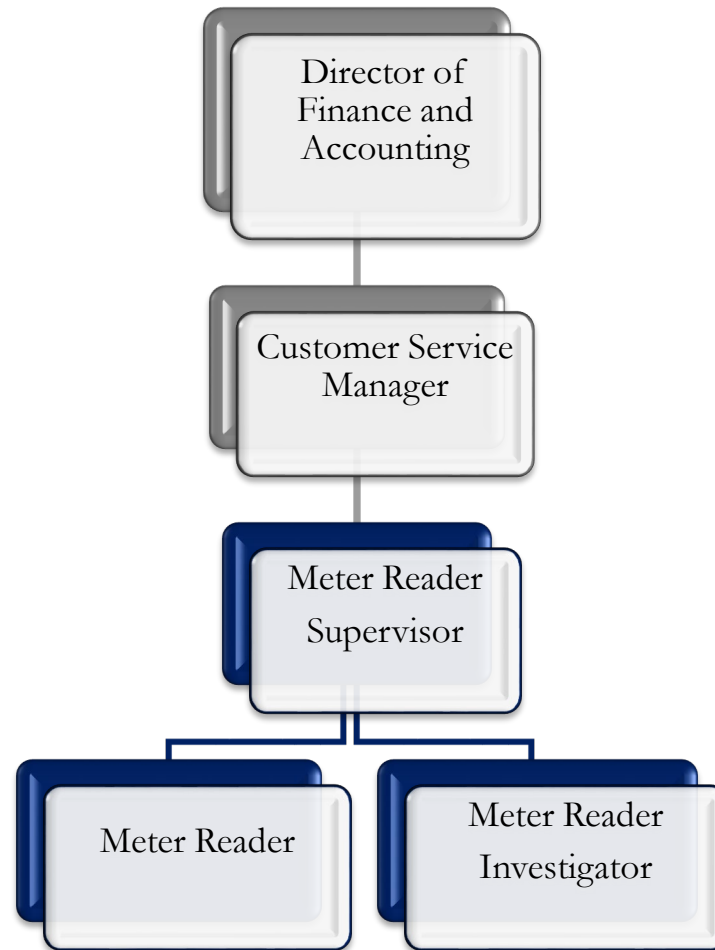 Director of
Finance and
Accounting
Customer Service
Manager
Meter Reader
Supervisor
Meter Reader
Meter Reader
Investigator